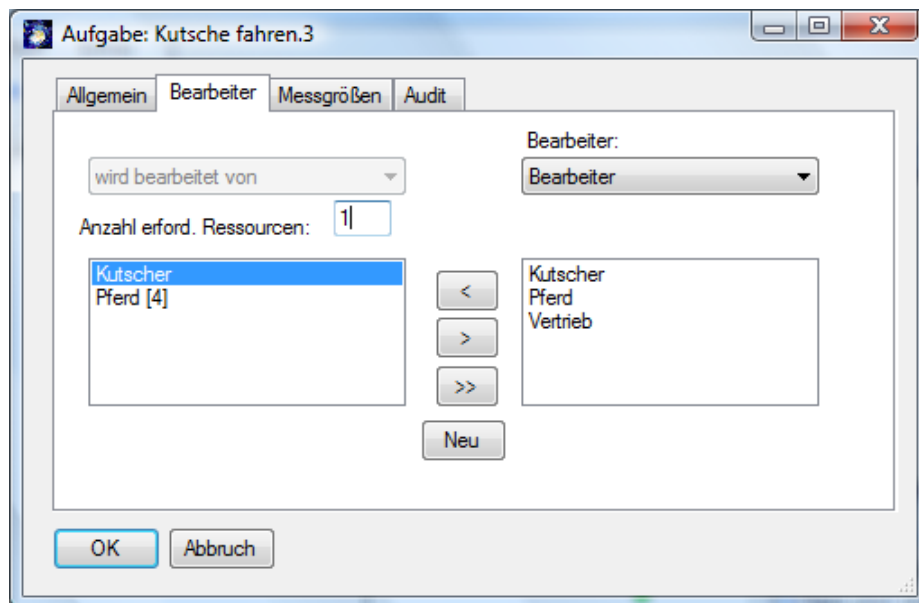 Aufgabe: Kutsche fahren.3
Allgemein Bearbeiter Messgrößen Audit
Bearbeiter:
wird bearbeitet von
Bearbeiter
Anzahl erford. Ressourcen: 1
Kutscher
Pferd [4]
<
>
>>
Kutscher
Pferd
Vertrieb
Neu
OK Abbruch